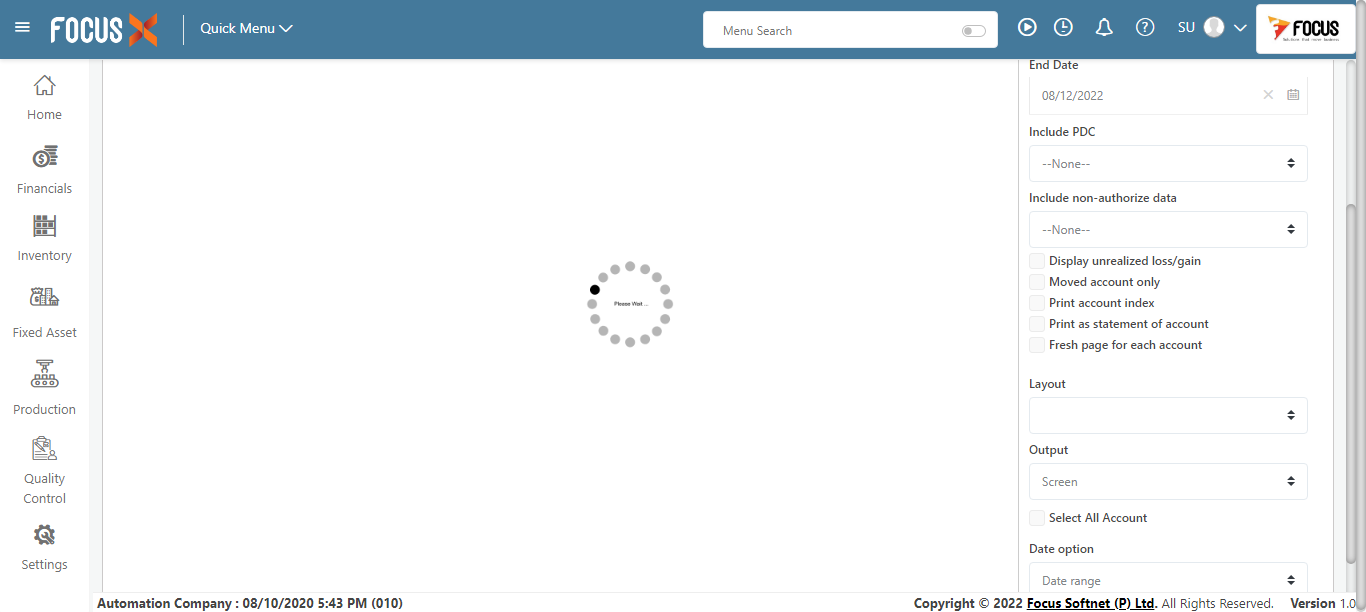 FOCUS X
Quick Menu
Menu Search
SU
FOCUS
Home
Financials
Inventory
Fixed Asset
Production
Quality
Control
Settings
Please Wait ...
End Date
08/12/2022
Include PDC
--None--
Include non-authorize data
--None--
Display unrealized loss/gain
Moved account only
Print account index
Print as statement of account
Fresh page for each account
Layout
Output
Screen
Select All Account
Date option
Date range
Automation Company : 08/10/2020 5:43 PM (010)
Copyright © 2022 Focus Softnet (P) Ltd. All Rights Reserved. Version 1.0